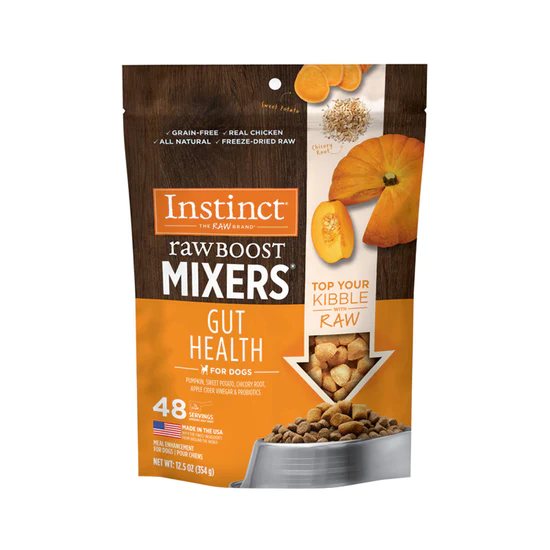 Sweet Potato
Chicory Root
✓ GRAIN-FREE ✓ REAL CHICKEN
✓ ALL NATURAL ✓ FREEZE-DRIED RAW
Instinct®
THE RAW BRAND®
raw BOOST
MIXERS®
TOP YOUR
KIBBLE
WITH
RAW
GUT
HEALTH
FOR DOGS
PUMPKIN, SWEET POTATO, CHICORY ROOT,
APPLE CIDER VINEGAR & PROBIOTICS
48 SERVINGS
MADE IN THE USA
MEAL ENHANCEMENT
FOR DOGS | POUR CHIENS
NET WT: 12.5 OZ (354 g)